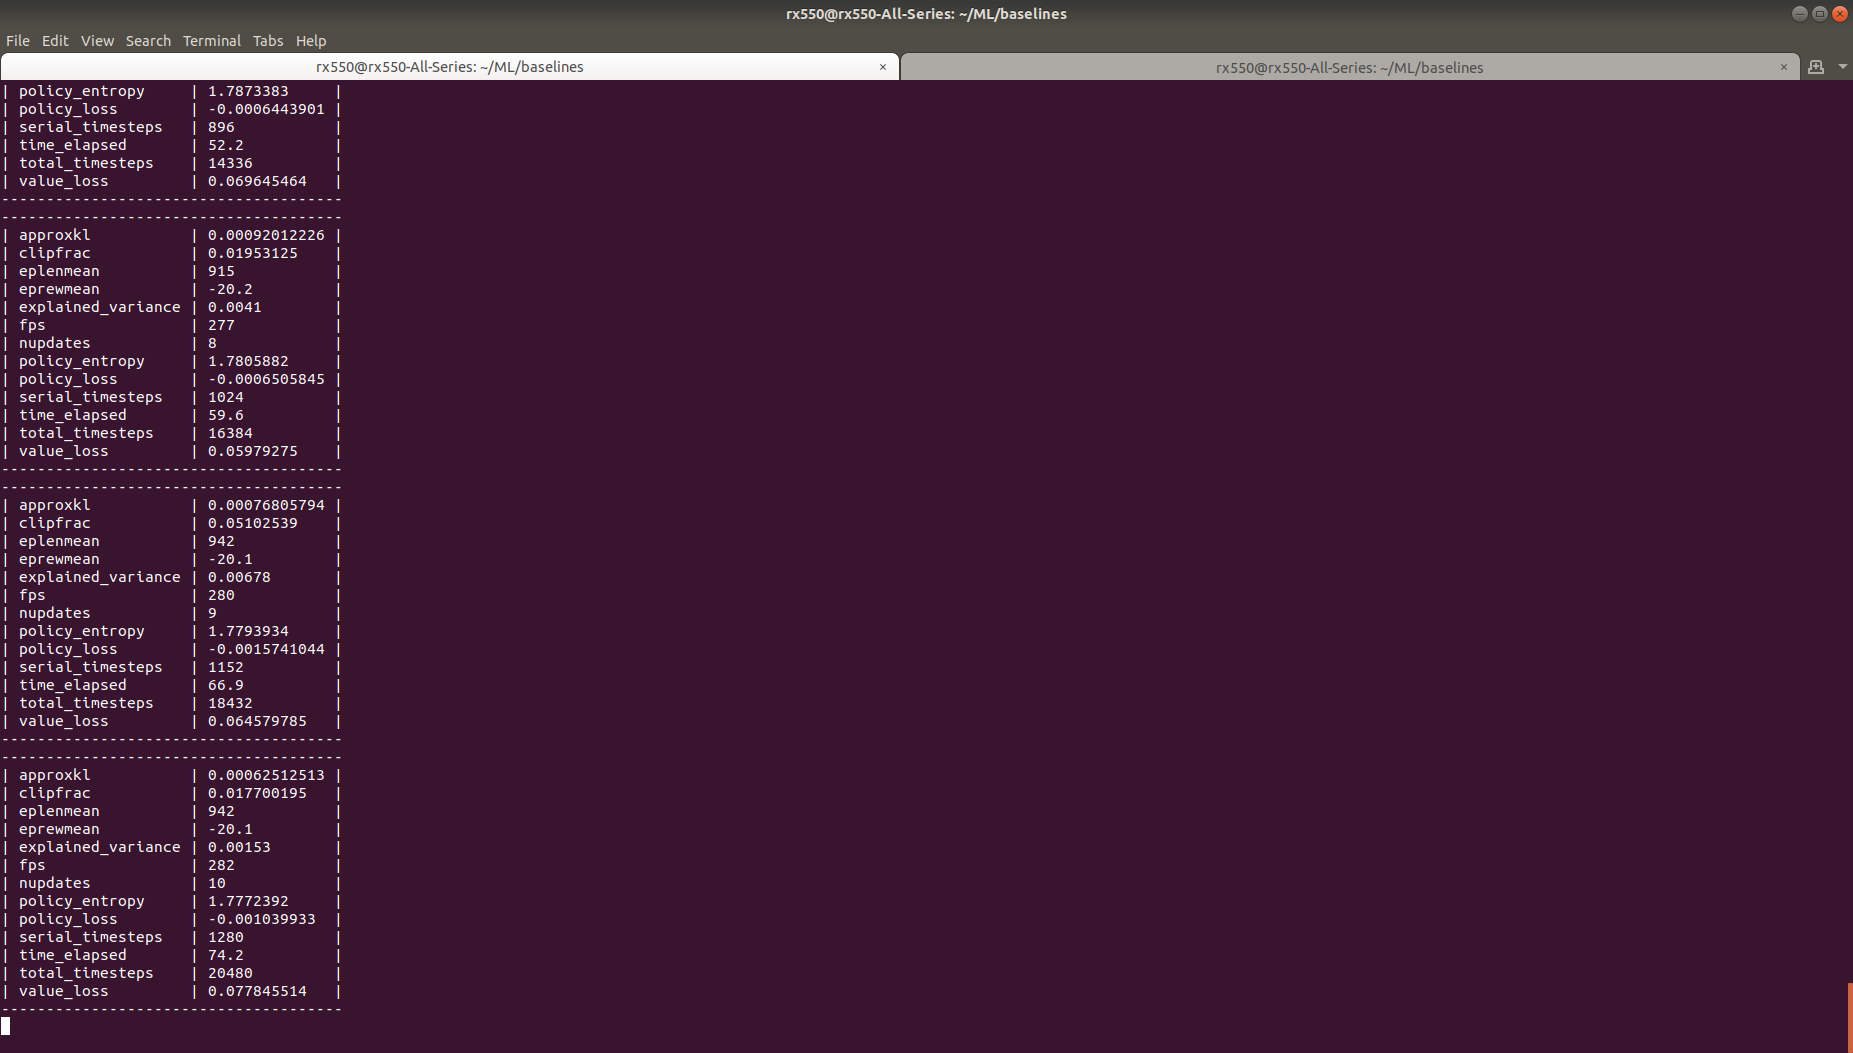 rx550@rx550-All-Series: ~/ML/baselines
File Edit View Search Terminal Tabs Help
rx550@rx550-All-Series: ~/ML/baselines × rx550@rx550-All-Series: ~/ML/baselines ×
| policy_entropy     | 1.7873383     |
| policy_loss        | -0.0006443901 |
| serial_timesteps   | 896           |
| time_elapsed       | 52.2          |
| total_timesteps    | 14336         |
| value_loss         | 0.069645464   |
--------------------------------------
--------------------------------------
| approxkl           | 0.00092012226 |
| clipfrac           | 0.01953125    |
| eplenmean          | 915           |
| eprewmean          | -20.2         |
| explained_variance | 0.0041        |
| fps                | 277           |
| nupdates           | 8             |
| policy_entropy     | 1.7805882     |
| policy_loss        | -0.0006505845 |
| serial_timesteps   | 1024          |
| time_elapsed       | 59.6          |
| total_timesteps    | 16384         |
| value_loss         | 0.05979275    |
--------------------------------------
--------------------------------------
| approxkl           | 0.00076805794 |
| clipfrac           | 0.05102539    |
| eplenmean          | 942           |
| eprewmean          | -20.1         |
| explained_variance | 0.00678       |
| fps                | 280           |
| nupdates           | 9             |
| policy_entropy     | 1.7793934     |
| policy_loss        | -0.0015741044 |
| serial_timesteps   | 1152          |
| time_elapsed       | 66.9          |
| total_timesteps    | 18432         |
| value_loss         | 0.064579785   |
--------------------------------------
--------------------------------------
| approxkl           | 0.00062512513 |
| clipfrac           | 0.017700195   |
| eplenmean          | 942           |
| eprewmean          | -20.1         |
| explained_variance | 0.00153       |
| fps                | 282           |
| nupdates           | 10            |
| policy_entropy     | 1.7772392     |
| policy_loss        | -0.001039933  |
| serial_timesteps   | 1280          |
| time_elapsed       | 74.2          |
| total_timesteps    | 20480         |
| value_loss         | 0.077845514   |
--------------------------------------